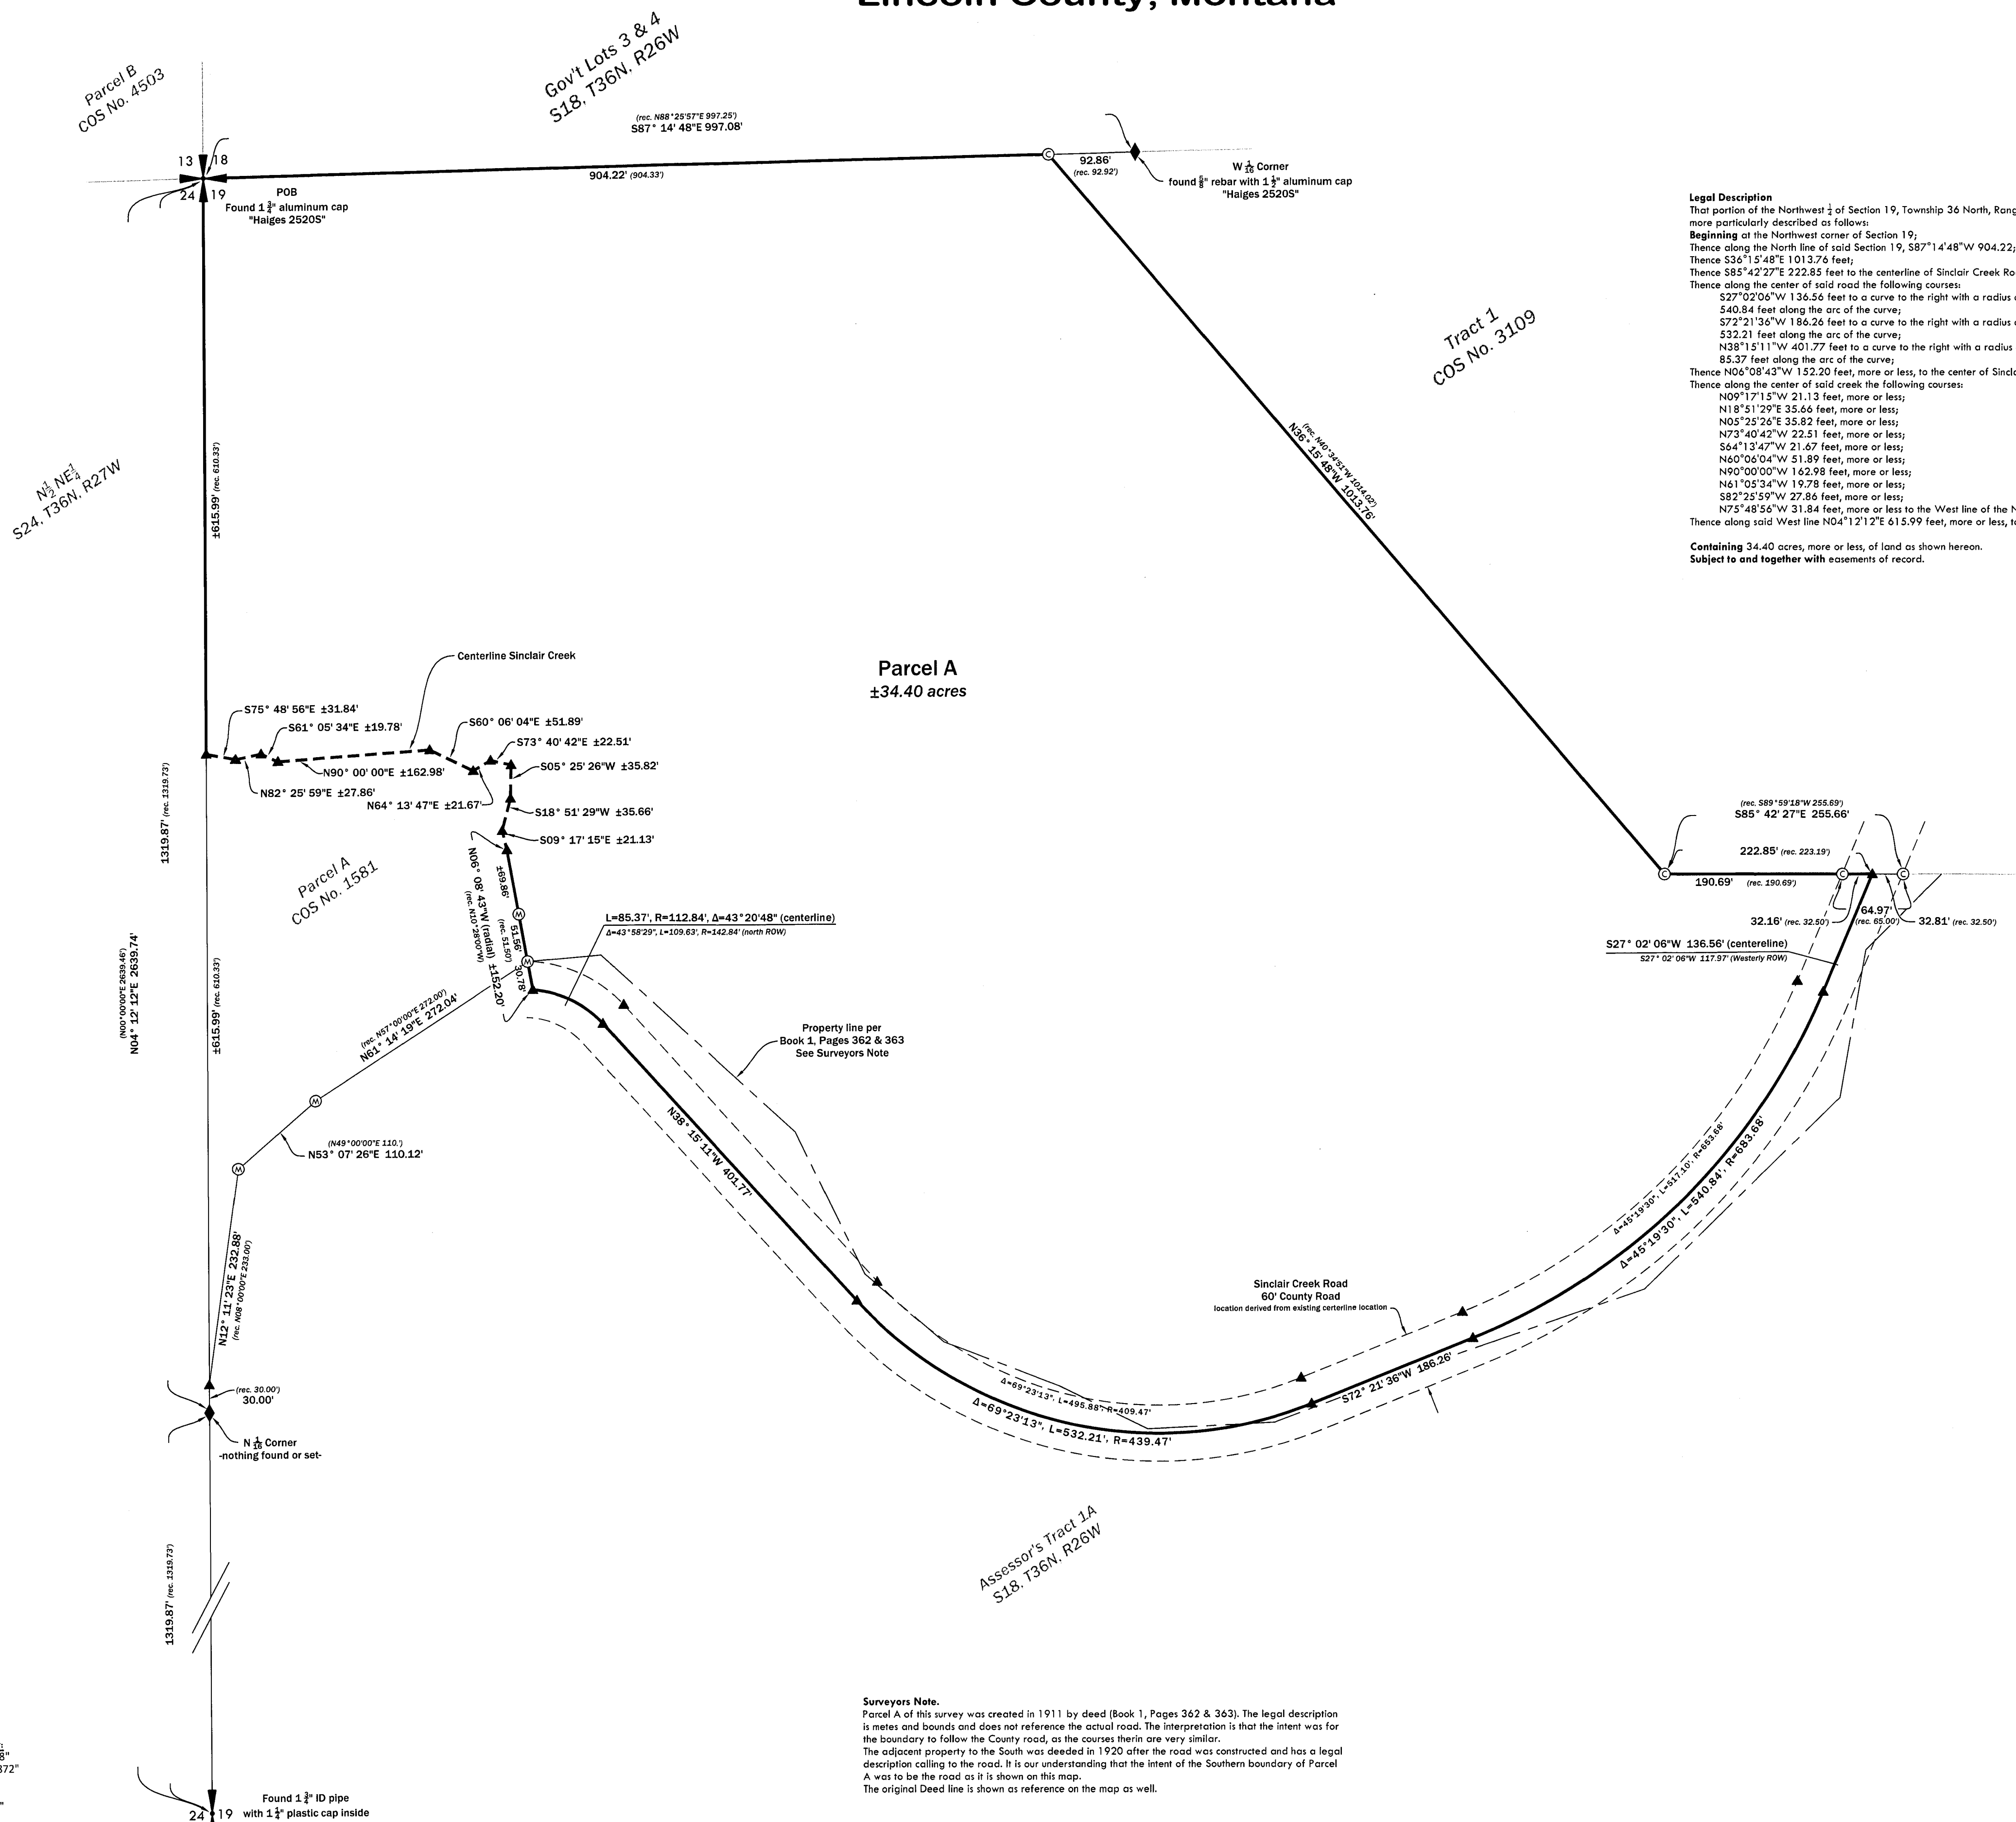 Parcel B
COS No. 4503
Gov't Lots 3 & 4
S18, T36N, R26W
(rec. N88°25'57"E 997.25')
S87° 14' 48"E 997.08'
904.22' (904.33')
92.86'
(rec. 92.92')
W 1/16 Corner
found 5/8" rebar with 1 1/2" aluminum cap
"Haiges 2520S"
13 18
24 19
POB
Found 1 3/4" aluminum cap
"Haiges 2520S"
Legal Description
That portion of the Northwest 1/4 of Section 19, Township 36 North,
more particularly described as follows:
Beginning at the Northwest corner of Section 19;
Thence along the North line of said Section 19, S87°14'48"W 904.22;
Thence S36°15'48"E 1013.76 feet;
Thence S85°42'27"E 222.85 feet to the centerline of Sinclair Creek
Thence along the center of said road the following courses:
S27°02'06"W 136.56 feet to a curve to the right with a radius
540.84 feet along the arc of the curve;
S72°21'36"W 186.26 feet to a curve to the right with a radius
532.21 feet along the arc of the curve;
N38°15'11"W 401.77 feet to a curve to the right with a radius
85.37 feet along the arc of the curve;
Thence N06°08'43"W 152.20 feet, more or less, to the center of
Thence along the center of said creek the following courses:
N09°17'15"W 21.13 feet, more or less;
N18°51'29"E 35.66 feet, more or less;
N05°25'26"E 35.82 feet, more or less;
N73°40'42"W 22.51 feet, more or less;
S64°13'47"W 21.67 feet, more or less;
N60°06'04"W 51.89 feet, more or less;
N90°00'00"W 162.98 feet, more or less;
N61°05'34"W 19.78 feet, more or less;
S82°25'59"W 27.86 feet, more or less;
N75°48'56"W 31.84 feet, more or less to the West line of the
Thence along said West line N04°12'12"E 615.99 feet, more or less,
Containing 34.40 acres, more or less, of land as shown hereon.
Subject to and together with easements of record.
Tract 1
COS No. 3109
(rec. N40°34'51"W 1014.02')
N36° 15' 48"W 1013.76'
N1/2 NE1/4
S24, T36N, R27W
±615.99' (rec. 610.33')
Parcel A
±34.40 acres
Centerline Sinclair Creek
S75° 48' 56"E ±31.84'
S61° 05' 34"E ±19.78'
S60° 06' 04"E ±51.89'
S73° 40' 42"E ±22.51'
S05° 25' 26"W ±35.82'
N90° 00' 00"E ±162.98'
N82° 25' 59"E ±27.86'
N64° 13' 47"E ±21.67'
S18° 51' 29"W ±35.66'
S09° 17' 15"E ±21.13'
1319.87' (rec. 1319.73')
Parcel A
COS No. 1581
N06° 08' 43"W (radial) ±152.20'
(rec. N10°28'00"W)
±69.86'
51.56'
(rec. 51.50')
30.78'
L=85.37', R=112.84', Δ=43°20'48" (centerline)
Δ=43°58'29", L=109.63', R=142.84' (north ROW)
(rec. S89°59'18"W 255.69')
S85° 42' 27"E 255.66'
222.85' (rec. 223.19')
190.69' (rec. 190.69')
32.16' (rec. 32.50')
64.97'
(rec. 65.00')
32.81' (rec. 32.50')
S27° 02' 06"W 136.56' (centereline)
S27° 02' 06"W 117.97' (Westerly ROW)
(N00°00'00"E 2639.46')
N04° 12' 12"E 2639.74'
±615.99' (rec. 610.33')
(rec. N57°00'00"E 272.00')
N61° 14' 19"E 272.04'
Property line per
Book 1, Pages 362 & 363
See Surveyors Note
(N49°00'00"E 110.')
N53° 07' 26"E 110.12'
N38° 15' 11"W 401.77'
N12° 11' 23"E 232.88'
(rec. N08°00'00"E 233.00')
Δ=45°19'30", L=517.10', R=653.68'
Δ=45°19'30", L=540.84', R=683.68'
Sinclair Creek Road
60' County Road
location derived from existing certerline location
S72° 21' 36"W 186.26'
Δ=69°23'13", L=495.88', R=409.47'
Δ=69°23'13", L=532.21', R=439.47'
(rec. 30.00')
30.00'
N 1/16 Corner
-nothing found or set-
Assessor's Tract 1A
S18, T36N, R26W
1319.87' (rec. 1319.73')
Surveyors Note.
Parcel A of this survey was created in 1911 by deed (Book 1, Pages 362 & 363). The legal description
is metes and bounds and does not reference the actual road. The interpretation is that the intent was for
the boundary to follow the County road, as the courses therin are very similar.
The adjacent property to the South was deeded in 1920 after the road was constructed and has a legal
description calling to the road. It is our understanding that the intent of the Southern boundary of Parcel
A was to be the road as it is shown on this map.
The original Deed line is shown as reference on the map as well.
24 19
Found 1 3/4" ID pipe
with 1 1/4" plastic cap inside